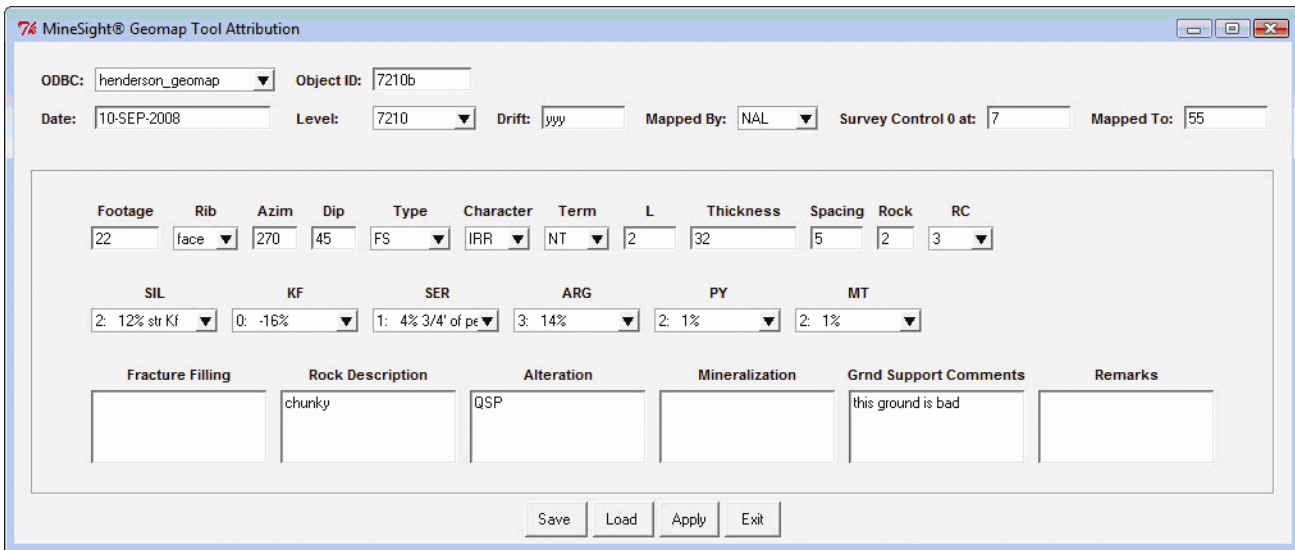 MineSight® Geomap Tool Attribution
ODBC: henderson_geomap Object ID: 7210b
Date: 10-SEP-2008 Level: 7210 Drift: yyy Mapped By: NAL Survey Control 0 at: 7 Mapped To: 55
Footage Rib Azim Dip Type Character Term L Thickness Spacing Rock RC
22 face 270 45 FS IRR NT 2 32 5 2 3
SIL KF SER ARG PY MT
2: 12% str Kf 0: -16% 1: 4% 3/4' of pe 3: 14% 2: 1% 2: 1%
Fracture Filling Rock Description Alteration Mineralization Grnd Support Comments Remarks
chunky QSP this ground is bad
Save Load Apply Exit